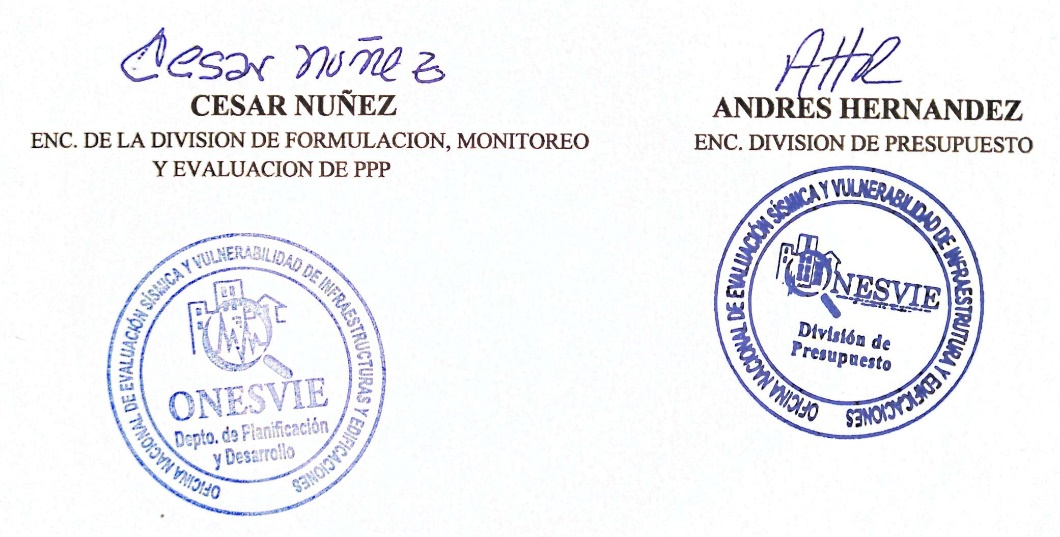 Cesar Nuñez
CESAR NUÑEZ
ENC. DE LA DIVISION DE FORMULACION, MONITOREO
Y EVALUACION DE PPP
OFICINA NACIONAL DE EVALUACIÓN SÍSMICA Y VULNERABILIDAD DE INFRAESTRUCTURAS Y EDIFICACIONES
ONESVIE
Depto. de Planificación
y Desarrollo
ANDRES HERNANDEZ
ENC. DIVISION DE PRESUPUESTO
OFICINA NACIONAL DE EVALUACIÓN SÍSMICA Y VULNERABILIDAD DE INFRAESTRUTURA Y EDIFICACIONES
ONESVIE
División de
Presupuesto